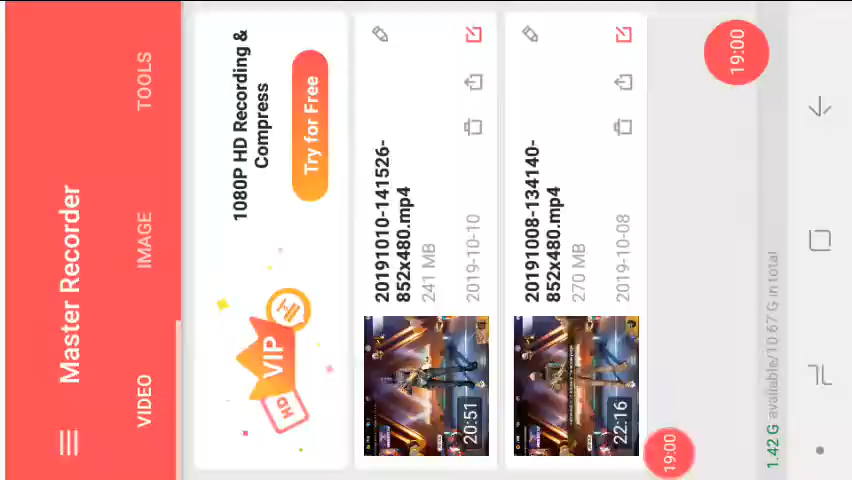 Master Recorder
VIDEO
IMAGE
TOOLS
HD
VIP
1080P HD Recording &
Compress
Try for Free
20:51
20191010-141526-
852x480.mp4
241 MB
2019-10-10
22:16
20191008-134140-
852x480.mp4
270 MB
2019-10-08
19:00
19:00
1.42 G available/10.67 G in total